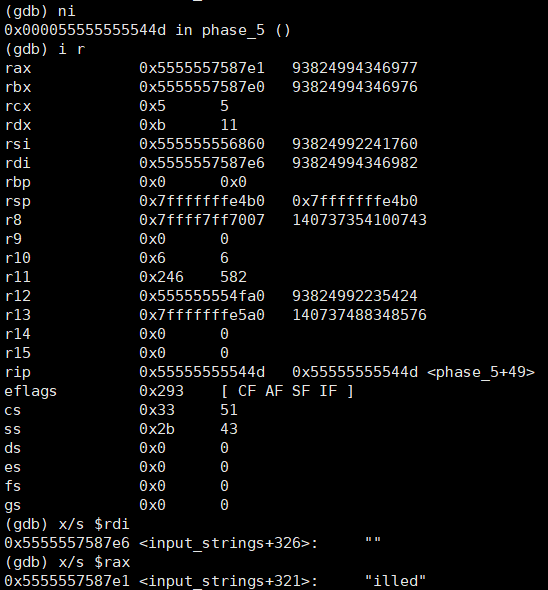 (gdb) ni
0x000055555555544d in phase_5 ()
(gdb) i r
rax 0x5555557587e1 93824994346977
rbx 0x5555557587e0 93824994346976
rcx 0x5 5
rdx 0xb 11
rsi 0x555555556860 93824992241760
rdi 0x5555557587e6 93824994346982
rbp 0x0 0x0
rsp 0x7fffffffe4b0 0x7fffffffe4b0
r8 0x7ffff7ff7007 140737354100743
r9 0x0 0
r10 0x6 6
r11 0x246 582
r12 0x555555554fa0 93824992235424
r13 0x7fffffffe5a0 140737488348576
r14 0x0 0
r15 0x0 0
rip 0x55555555544d 0x55555555544d <phase_5+49>
eflags 0x293 [ CF AF SF IF ]
cs 0x33 51
ss 0x2b 43
ds 0x0 0
es 0x0 0
fs 0x0 0
gs 0x0 0
(gdb) x/s $rdi
0x5555557587e6 <input_strings+326>: ""
(gdb) x/s $rax
0x5555557587e1 <input_strings+321>: "illed"